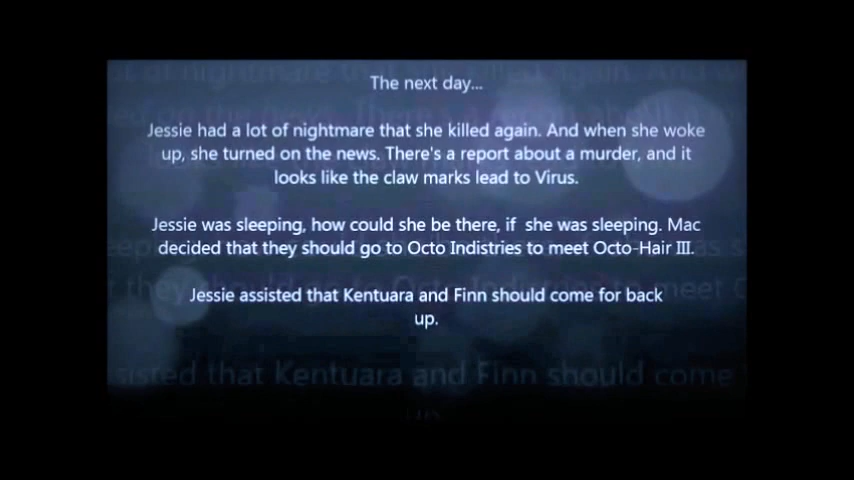 The next day...
Jessie had a lot of nightmare that she killed again. And when she woke
up, she turned on the news. There's a report about a murder, and it
looks like the claw marks lead to Virus.
Jessie was sleeping, how could she be there, if  she was sleeping. Mac
decided that they should go to Octo Indistries to meet Octo-Hair III.
Jessie assisted that Kentuara and Finn should come for back
up.